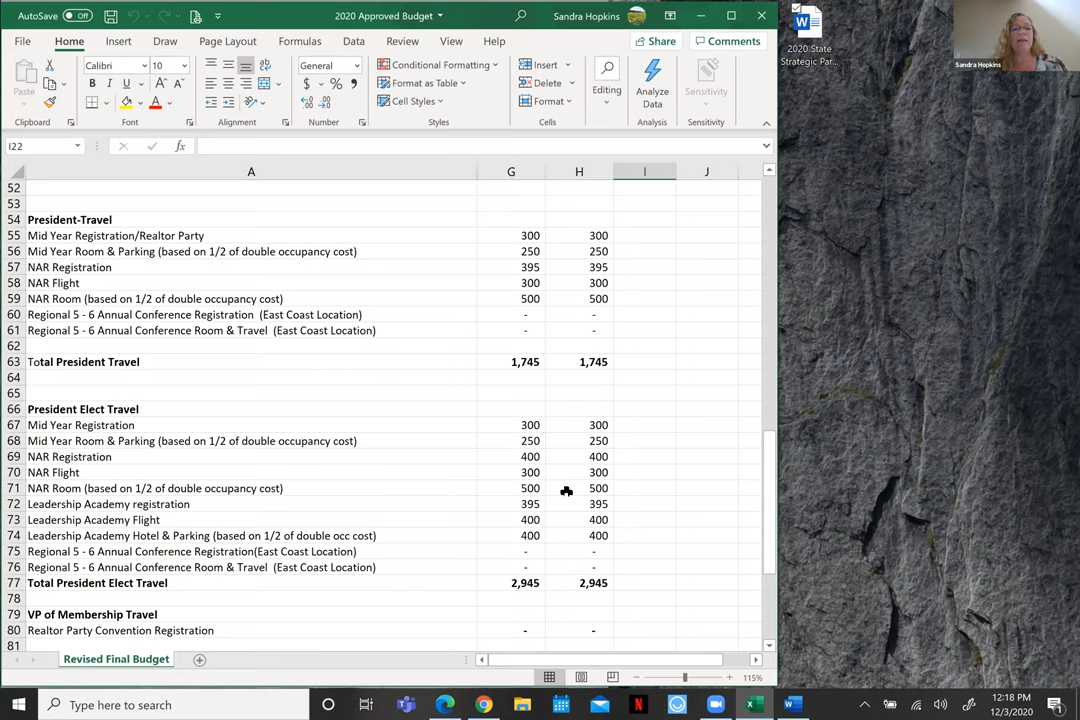 AutoSave Off 2020 Approved Budget Sandra Hopkins
File Home Insert Draw Page Layout Formulas Data Review View Help Share Comments
Paste Calibri 10 General Conditional Formatting Insert Editing Analyze Data Sensitivity
B I U A A $ % , Format as Table Delete
A Cell Styles Format
Clipboard Font Alignment Number Styles Cells Analysis Sensitivity
I22 fx
A G H I J
52
53
54 President-Travel
55 Mid Year Registration/Realtor Party 300 300
56 Mid Year Room & Parking (based on 1/2 of double occupancy cost) 250 250
57 NAR Registration 395 395
58 NAR Flight 300 300
59 NAR Room (based on 1/2 of double occupancy cost) 500 500
60 Regional 5 - 6 Annual Conference Registration (East Coast Location) - -
61 Regional 5 - 6 Annual Conference Room & Travel (East Coast Location) - -
62
63 Total President Travel 1,745 1,745
64
65
66 President Elect Travel
67 Mid Year Registration 300 300
68 Mid Year Room & Parking (based on 1/2 of double occupancy cost) 250 250
69 NAR Registration 400 400
70 NAR Flight 300 300
71 NAR Room (based on 1/2 of double occupancy cost) 500 500
72 Leadership Academy registration 395 395
73 Leadership Academy Flight 400 400
74 Leadership Academy Hotel & Parking (based on 1/2 of double occ cost) 400 400
75 Regional 5 - 6 Annual Conference Registration(East Coast Location) - -
76 Regional 5 - 6 Annual Conference Room & Travel (East Coast Location) - -
77 Total President Elect Travel 2,945 2,945
78
79 VP of Membership Travel
80 Realtor Party Convention Registration - -
81
Revised Final Budget
115%
2020 State
Strategic Par...
Sandra Hopkins
Type here to search
12:18 PM
12/3/2020